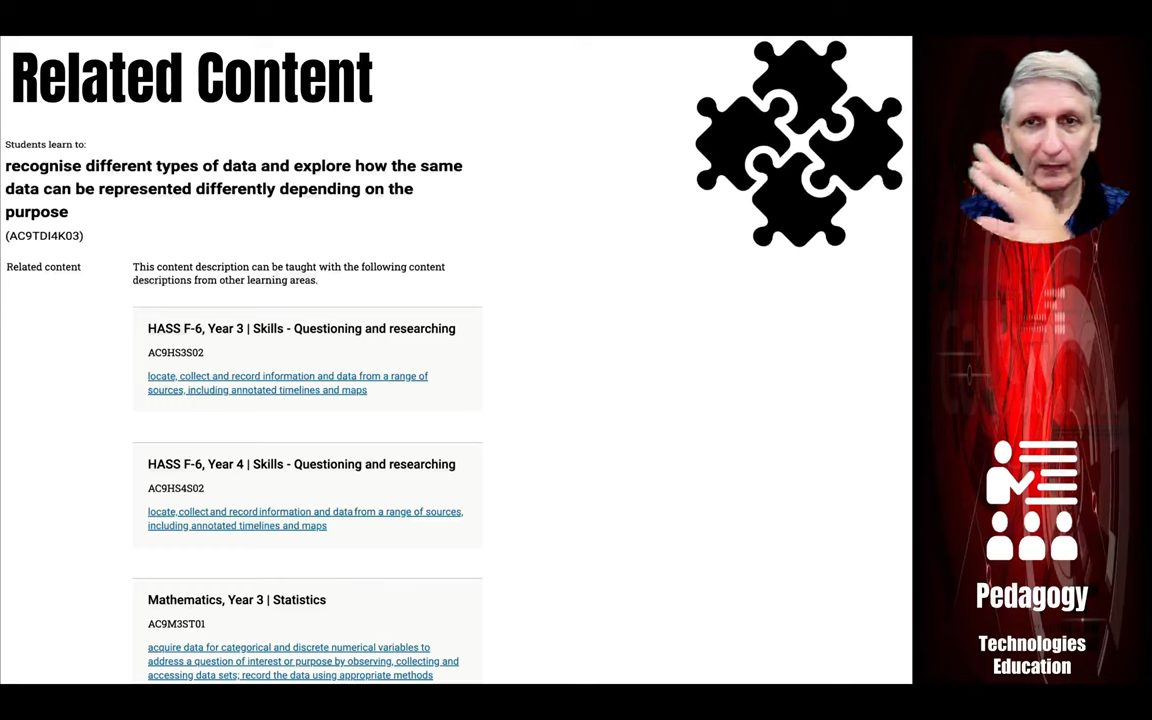 Related Content
Students learn to:
recognise different types of data and explore how the same
data can be represented differently depending on the
purpose
(AC9TDI4K03)
Related content
This content description can be taught with the following content
descriptions from other learning areas.
HASS F-6, Year 3 | Skills - Questioning and researching
AC9HS3S02
locate, collect and record information and data from a range of
sources, including annotated timelines and maps
HASS F-6, Year 4 | Skills - Questioning and researching
AC9HS4S02
locate, collect and record information and data from a range of sources,
including annotated timelines and maps
Mathematics, Year 3 | Statistics
AC9M3ST01
acquire data for categorical and discrete numerical variables to
address a question of interest or purpose by observing, collecting and
accessing data sets; record the data using appropriate methods
Pedagogy
Technologies
Education